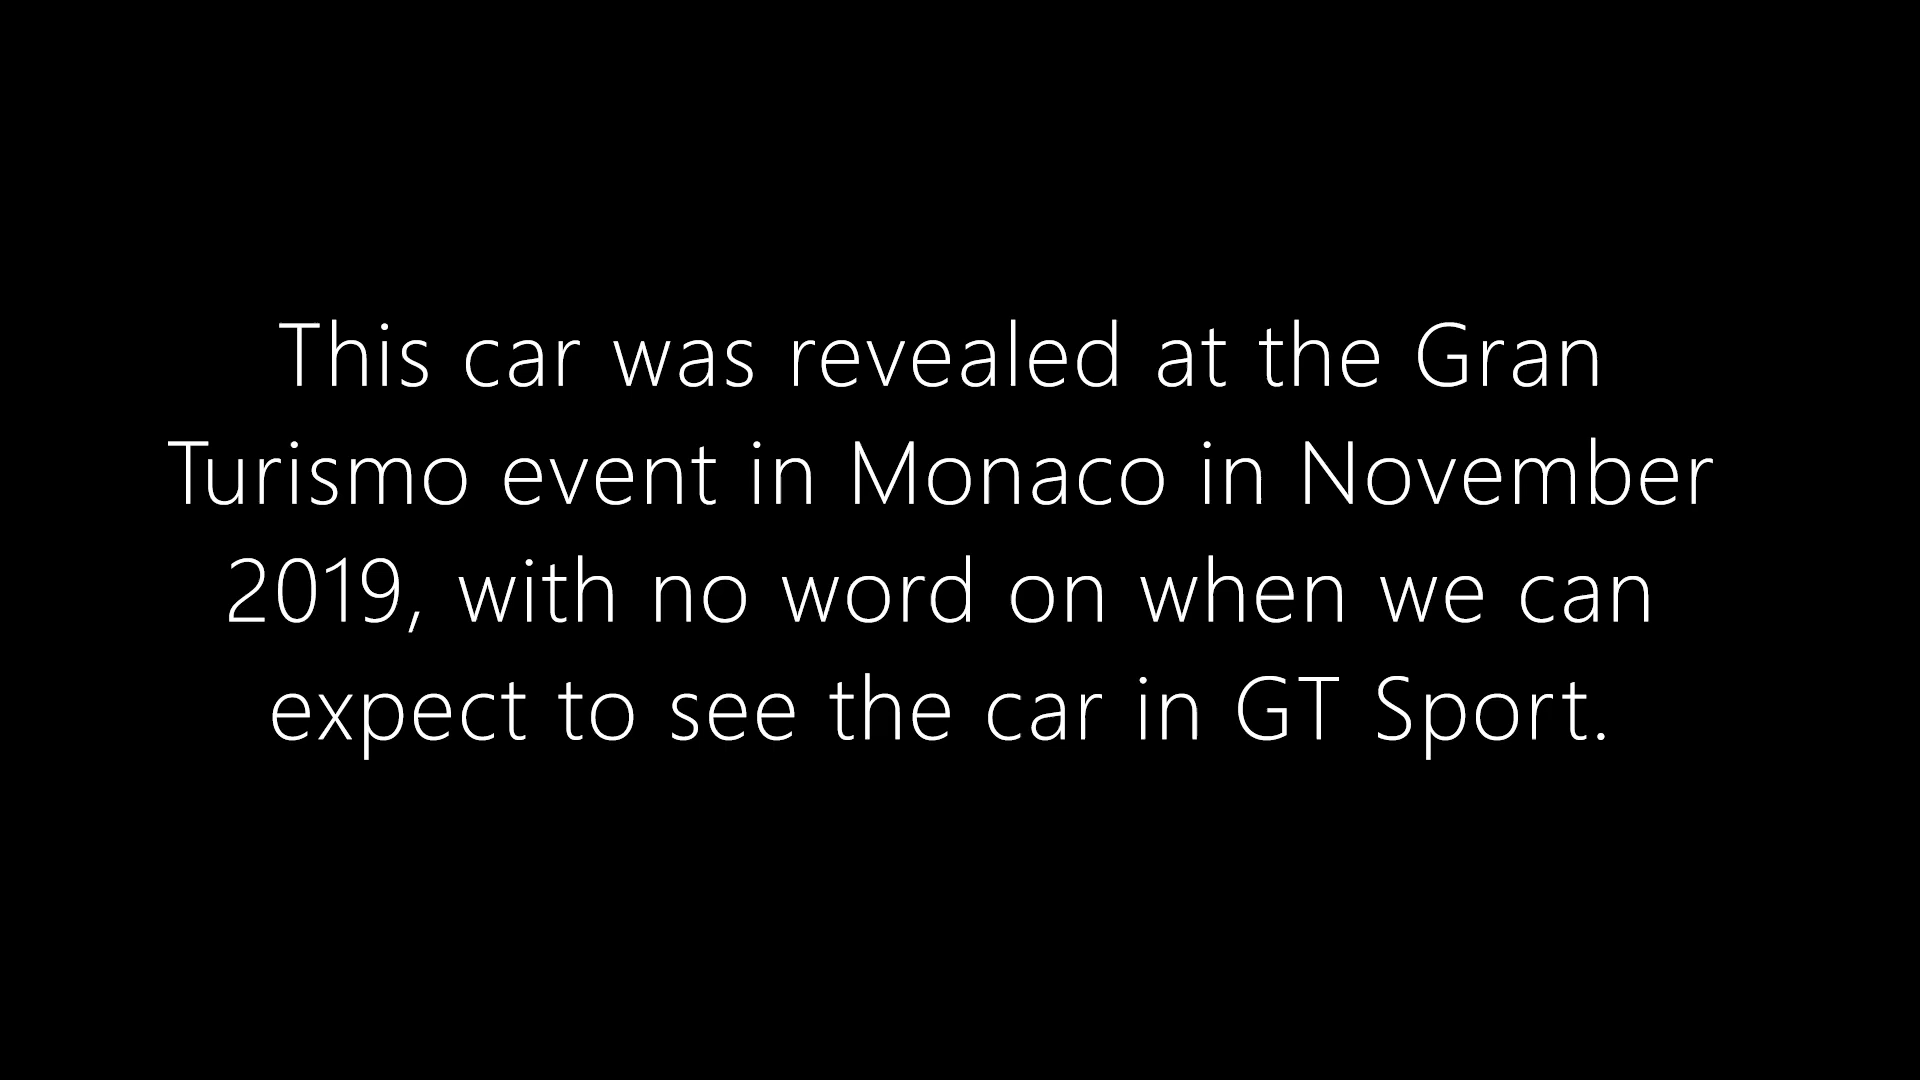 This car was revealed at the Gran
Turismo event in Monaco in November
2019, with no word on when we can
expect to see the car in GT Sport.